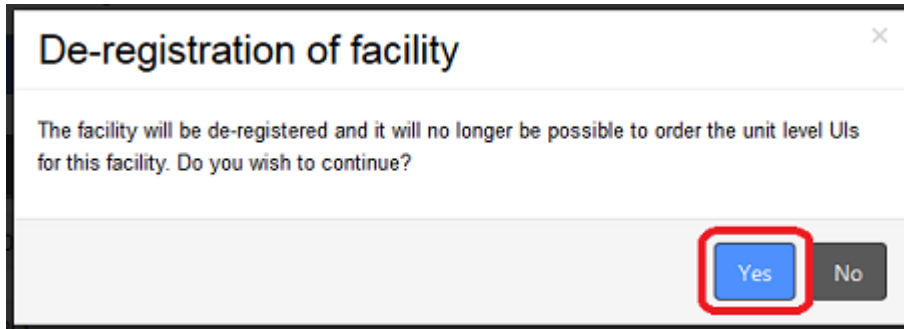 De-registration of facility
The facility will be de-registered and it will no longer be possible to order the unit level UIs
for this facility. Do you wish to continue?
Yes No